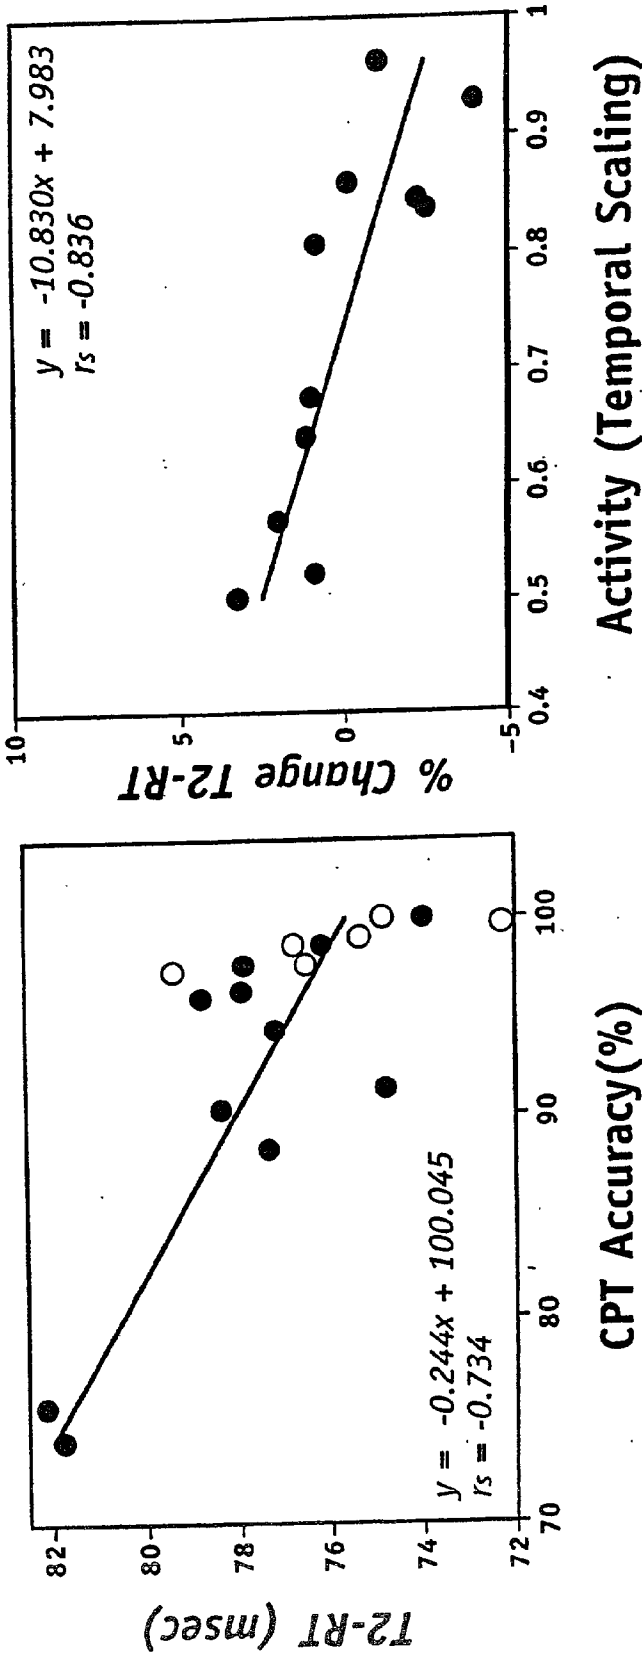 T2-RT (msec)
82
80
78
76
74
72
y = -0.244x + 100.045
rs = -0.734
70
80
90
100
CPT Accuracy(%)
% Change T2-RT
10
5
0
-5
y = -10.830x + 7.983
rs = -0.836
0.4
0.5
0.6
0.7
0.8
0.9
1
Activity (Temporal Scaling)